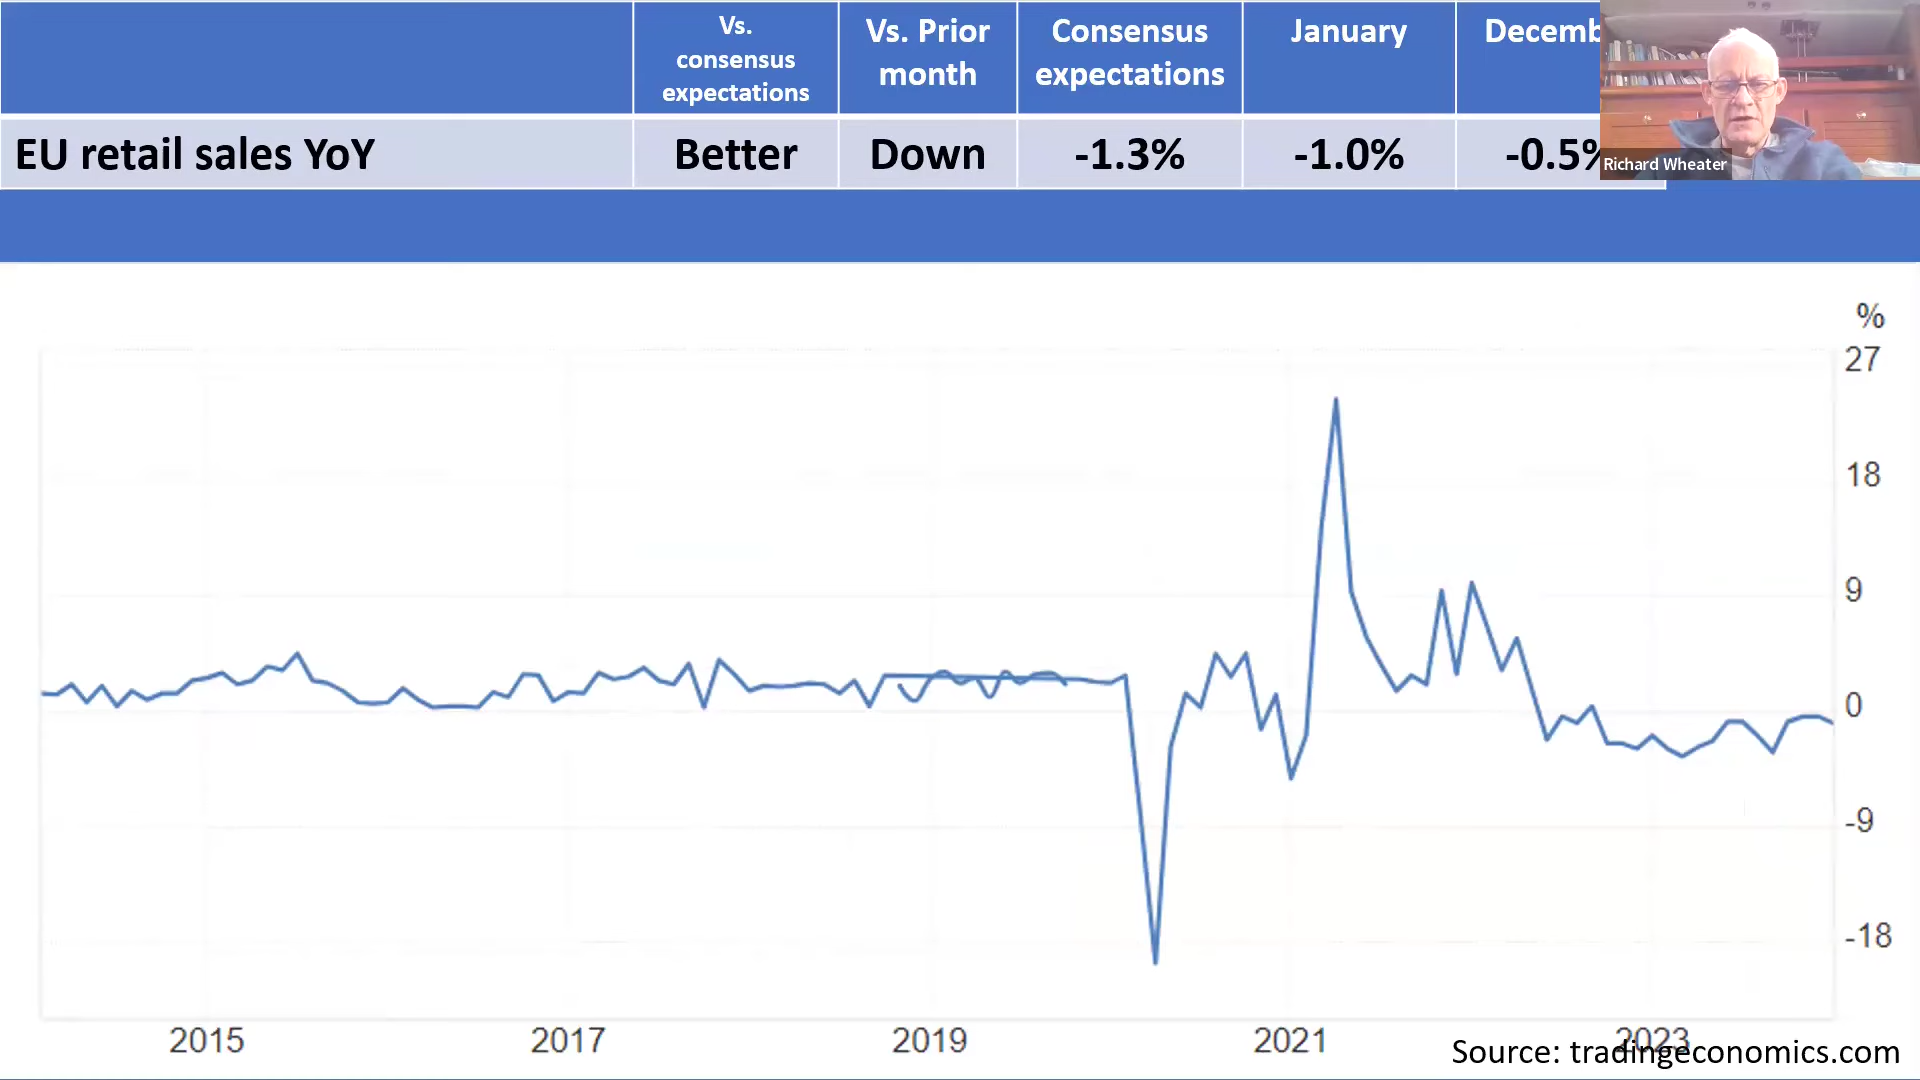 Vs.
consensus
expectations
Vs. Prior
month
Consensus
expectations
January
Decemb
EU retail sales YoY
Better
Down
-1.3%
-1.0%
-0.5%
Richard Wheater
%
27
18
9
0
-9
-18
2015
2017
2019
2021
2023
Source: tradingeconomics.com